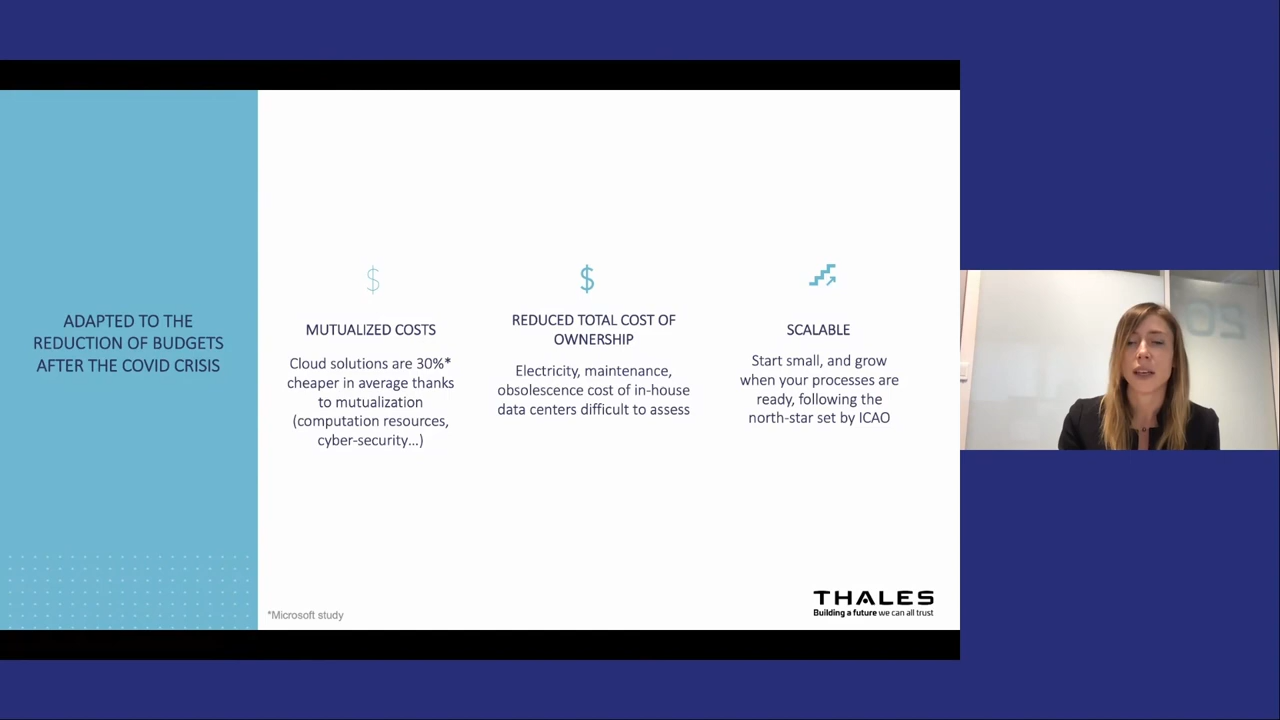 ADAPTED TO THE
REDUCTION OF BUDGETS
AFTER THE COVID CRISIS
$
MUTUALIZED COSTS
Cloud solutions are 30%*
cheaper in average thanks
to mutualization
(computation resources,
cyber-security...)
$
REDUCED TOTAL COST OF
OWNERSHIP
Electricity, maintenance,
obsolescence cost of in-house
data centers difficult to assess
SCALABLE
Start small, and grow
when your processes are
ready, following the
north-star set by ICAO
*Microsoft study
THALES
Building a future we can all trust